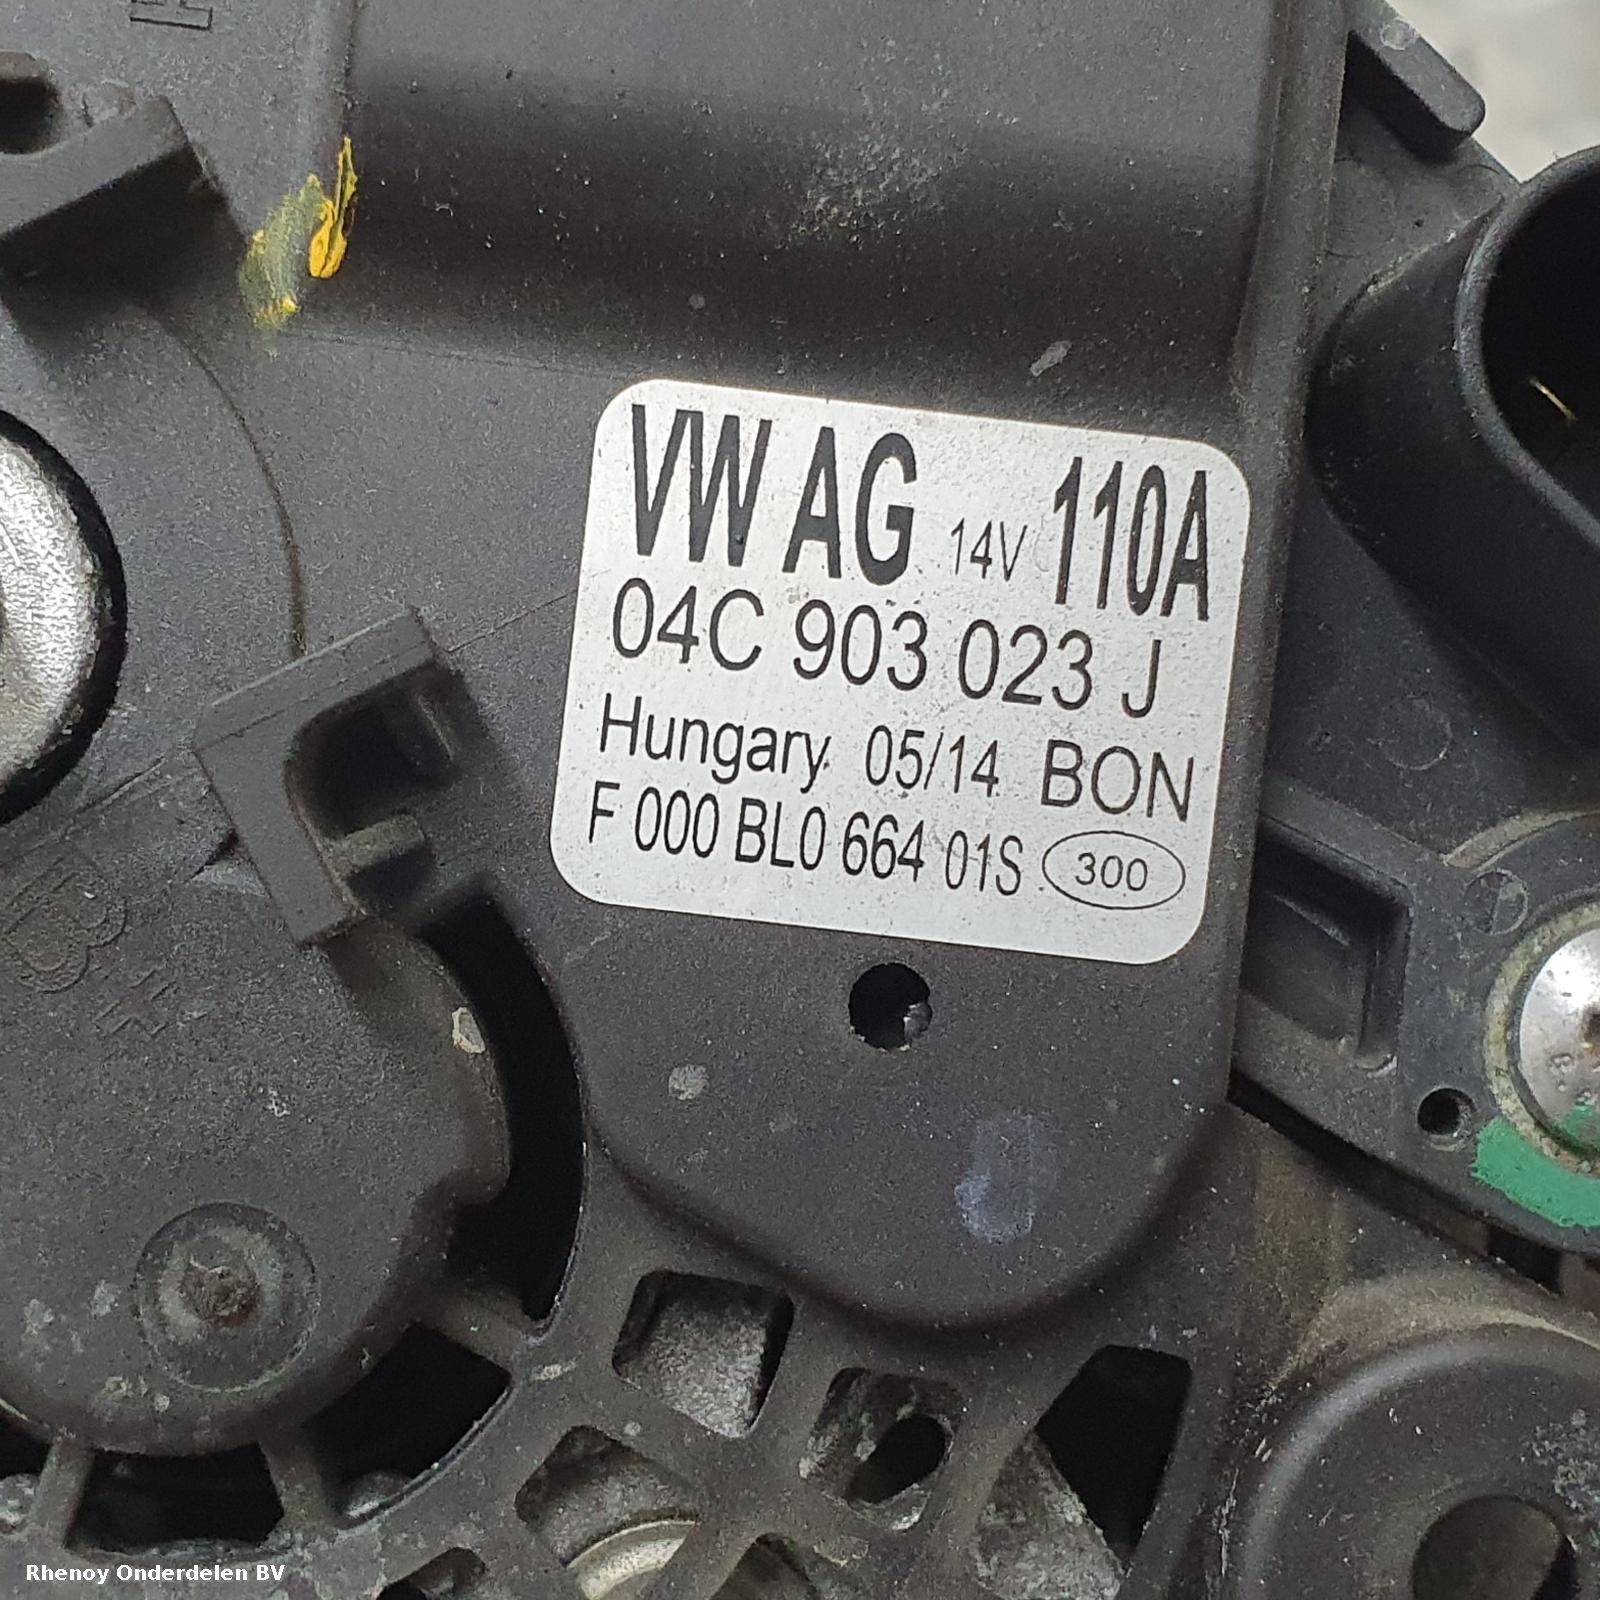 VW AG 14V 110A
04C 903 023 J
Hungary 05/14 BON
F 000 BL0 664 01S 300
B+
Rhenoy Onderdelen BV